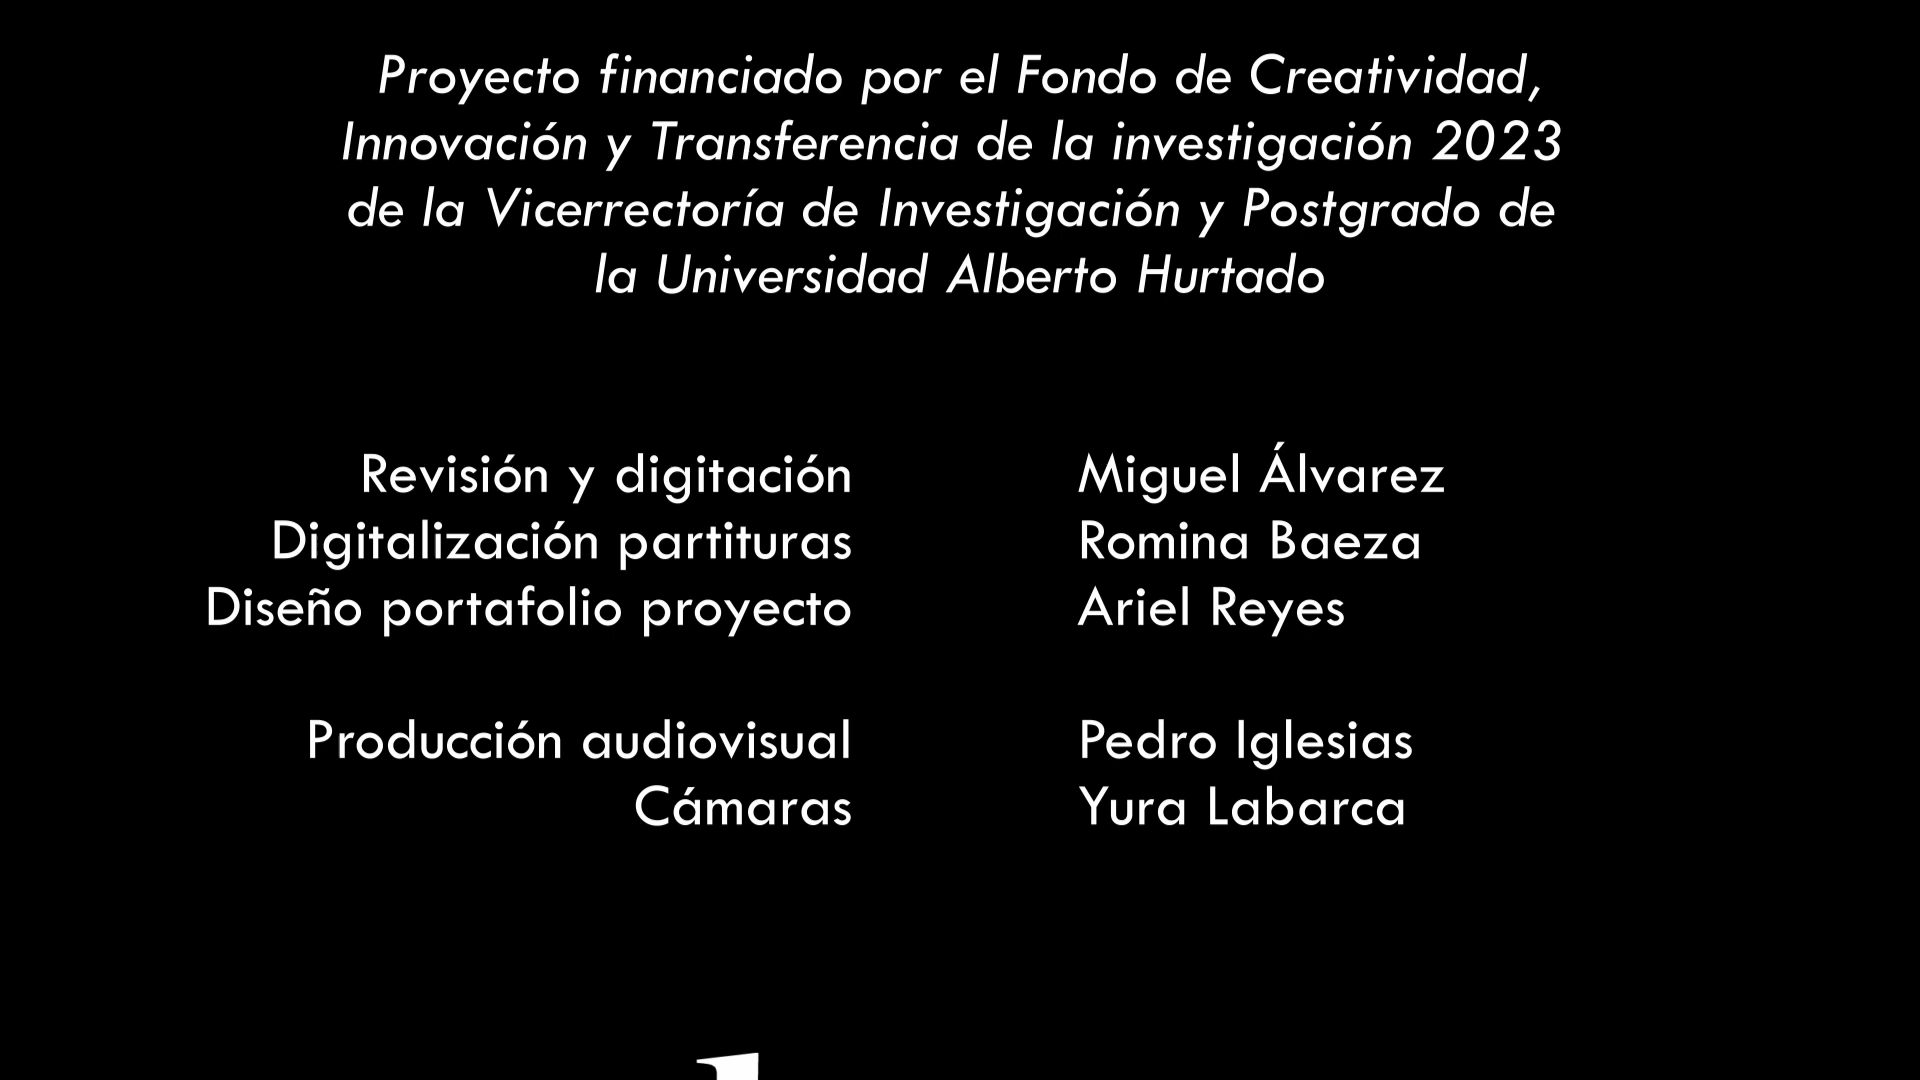 Proyecto financiado por el Fondo de Creatividad,
Innovación y Transferencia de la investigación 2023
de la Vicerrectoría de Investigación y Postgrado de
la Universidad Alberto Hurtado
Revisión y digitación Miguel Álvarez
Digitalización partituras Romina Baeza
Diseño portafolio proyecto Ariel Reyes
Producción audiovisual Pedro Iglesias
Cámaras Yura Labarca